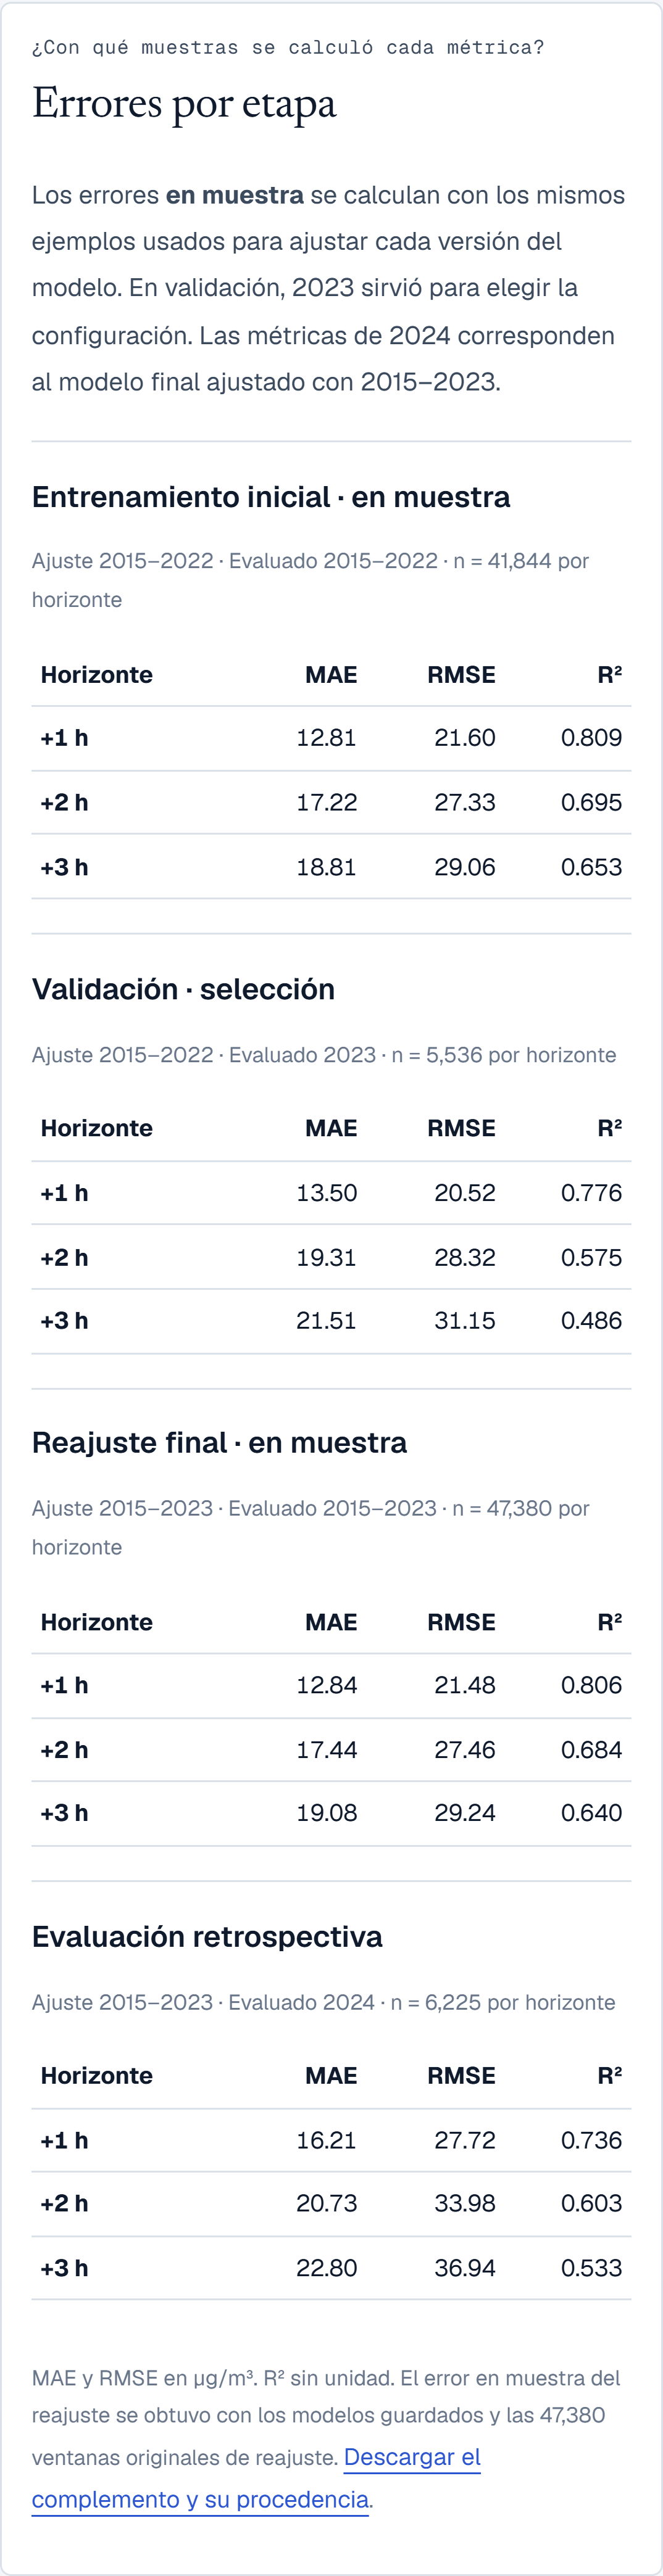 ¿Con qué muestras se calculó cada métrica?
Errores por etapa
Los errores en muestra se calculan con los mismos
ejemplos usados para ajustar cada versión del
modelo. En validación, 2023 sirvió para elegir la
configuración. Las métricas de 2024 corresponden
al modelo final ajustado con 2015–2023.
Entrenamiento inicial · en muestra
Ajuste 2015–2022 · Evaluado 2015–2022 · n = 41,844 por
horizonte
Horizonte MAE RMSE R²
+1 h 12.81 21.60 0.809
+2 h 17.22 27.33 0.695
+3 h 18.81 29.06 0.653
Validación · selección
Ajuste 2015–2022 · Evaluado 2023 · n = 5,536 por horizonte
Horizonte MAE RMSE R²
+1 h 13.50 20.52 0.776
+2 h 19.31 28.32 0.575
+3 h 21.51 31.15 0.486
Reajuste final · en muestra
Ajuste 2015–2023 · Evaluado 2015–2023 · n = 47,380 por
horizonte
Horizonte MAE RMSE R²
+1 h 12.84 21.48 0.806
+2 h 17.44 27.46 0.684
+3 h 19.08 29.24 0.640
Evaluación retrospectiva
Ajuste 2015–2023 · Evaluado 2024 · n = 6,225 por horizonte
Horizonte MAE RMSE R²
+1 h 16.21 27.72 0.736
+2 h 20.73 33.98 0.603
+3 h 22.80 36.94 0.533
MAE y RMSE en µg/m³. R² sin unidad. El error en muestra del
reajuste se obtuvo con los modelos guardados y las 47,380
ventanas originales de reajuste. Descargar el
complemento y su procedencia.